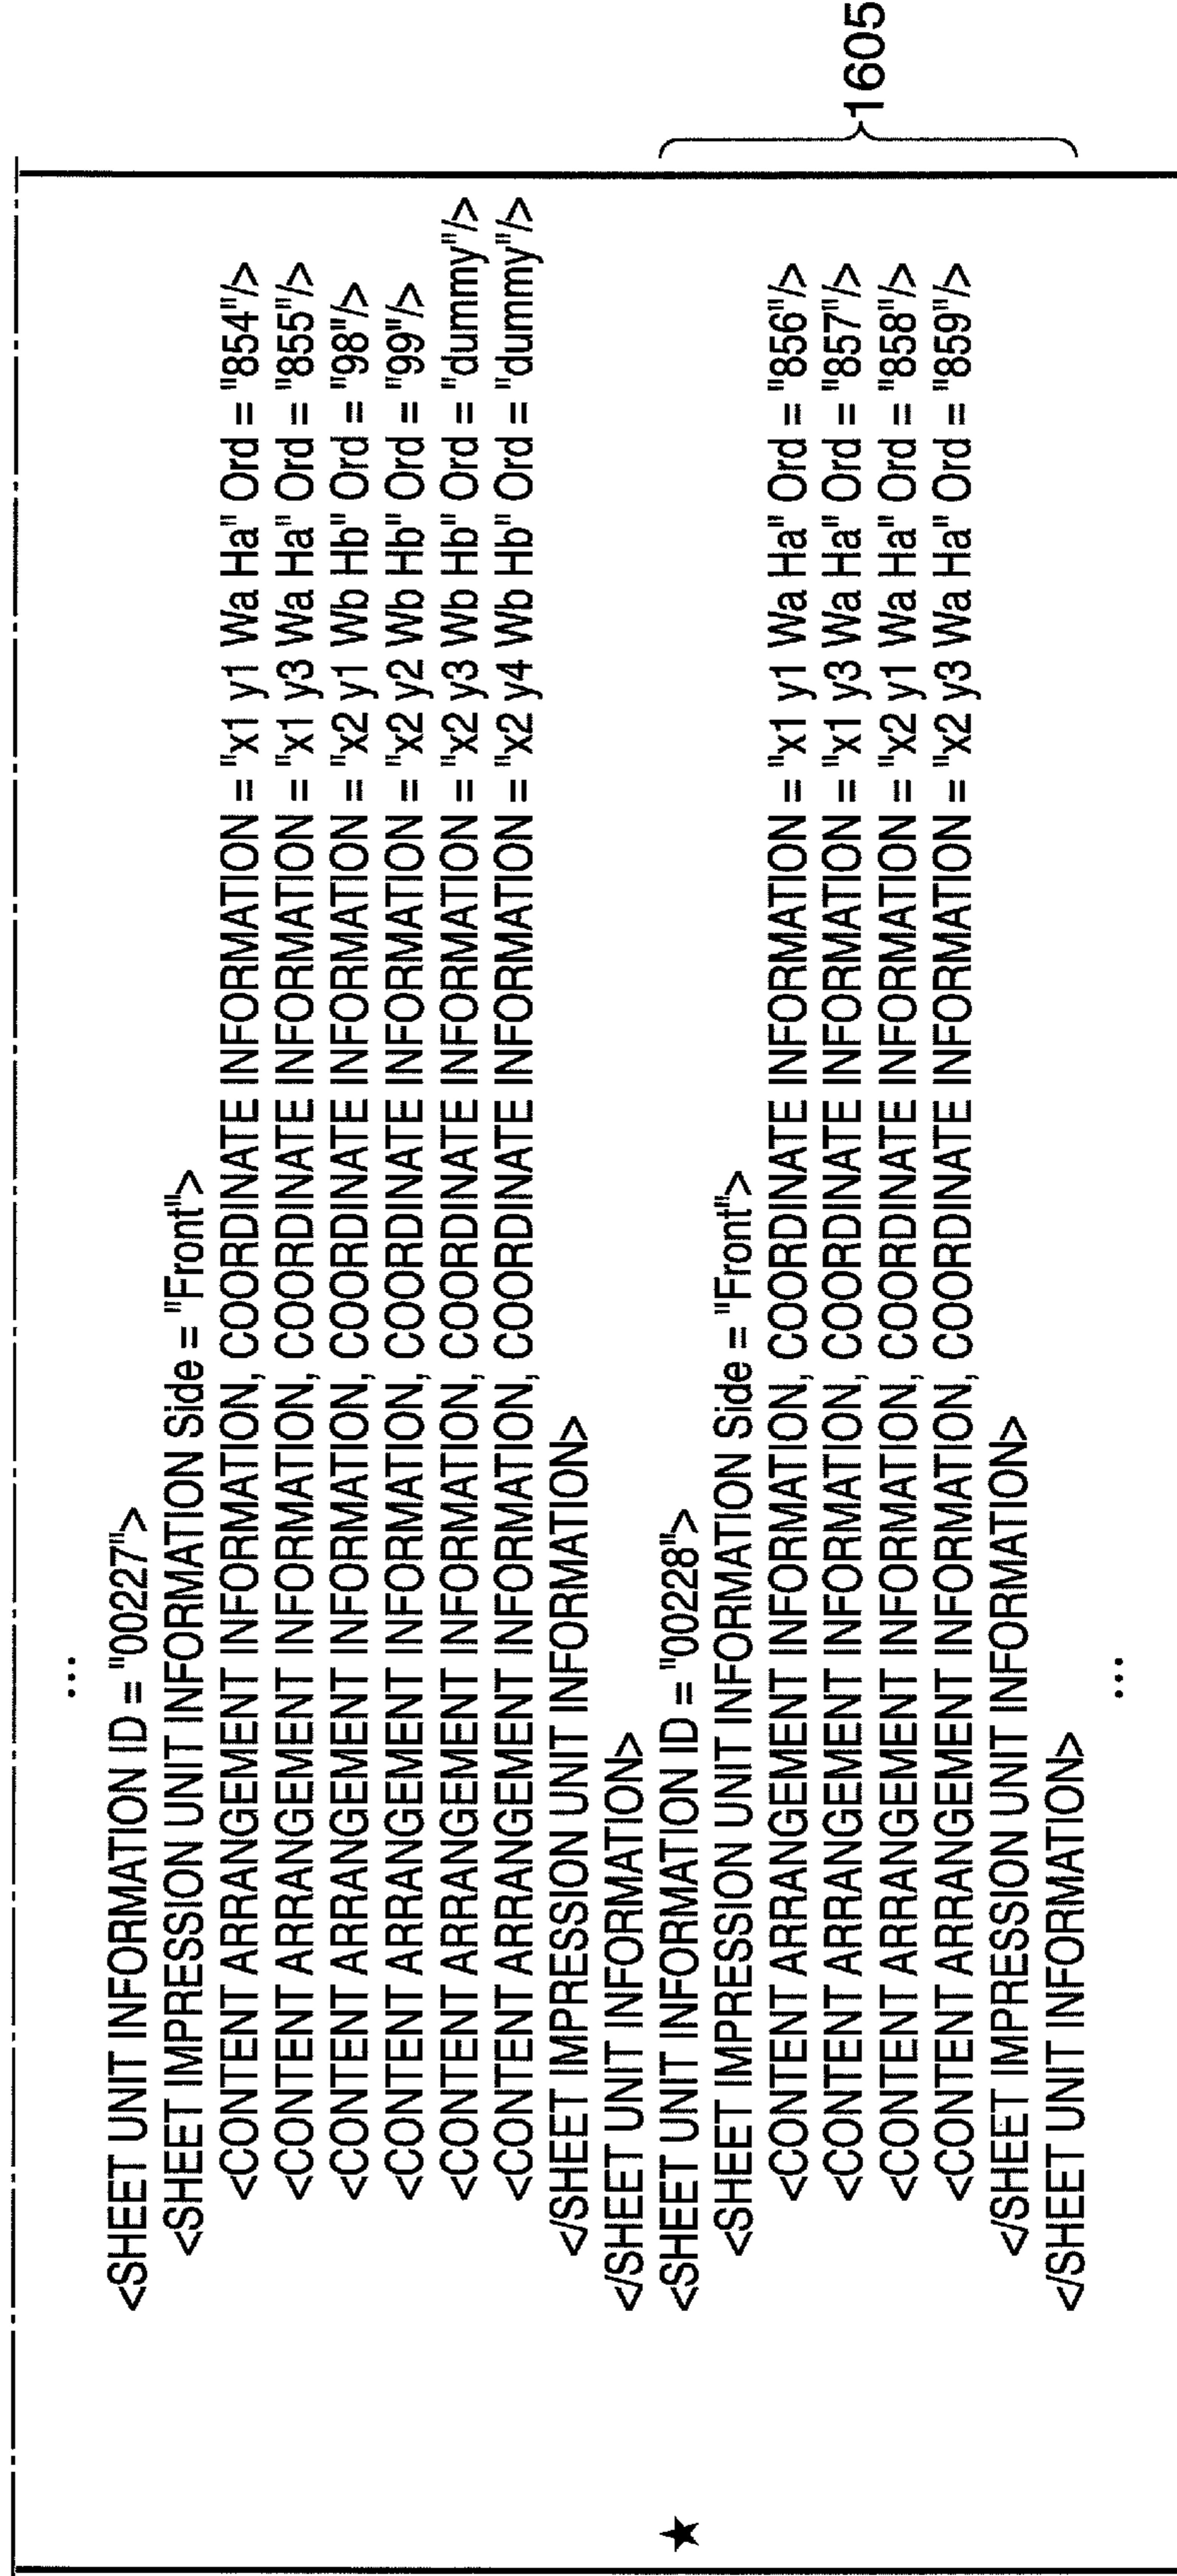 ...
<SHEET UNIT INFORMATION ID = "00227">
<SHEET IMPRESSION UNIT INFORMATION Side = "Front">
<CONTENT ARRANGEMENT INFORMATION, COORDINATE INFORMATION ="x1 y1 Wa Ha" Ord = "854"/>
<CONTENT ARRANGEMENT INFORMATION, COORDINATE INFORMATION ="x1 y3 Wa Ha" Ord = "855"/>
<CONTENT ARRANGEMENT INFORMATION, COORDINATE INFORMATION ="x2 y1 Wb Hb" Ord = "98"/>
<CONTENT ARRANGEMENT INFORMATION, COORDINATE INFORMATION ="x2 y2 Wb Hb" Ord = "99"/>
<CONTENT ARRANGEMENT INFORMATION, COORDINATE INFORMATION ="x2 y3 Wb Hb" Ord = "dummy"/>
<CONTENT ARRANGEMENT INFORMATION, COORDINATE INFORMATION ="x2 y4 Wb Hb" Ord = "dummy"/>
</SHEET IMPRESSION UNIT INFORMATION>
</SHEET UNIT INFORMATION>
★ <SHEET UNIT INFORMATION ID = "00228">
<SHEET IMPRESSION UNIT INFORMATION Side = "Front">
<CONTENT ARRANGEMENT INFORMATION, COORDINATE INFORMATION ="x1 y1 Wa Ha" Ord = "856"/>
<CONTENT ARRANGEMENT INFORMATION, COORDINATE INFORMATION ="x1 y3 Wa Ha" Ord = "857"/>
<CONTENT ARRANGEMENT INFORMATION, COORDINATE INFORMATION ="x2 y1 Wa Ha" Ord = "858"/>
<CONTENT ARRANGEMENT INFORMATION, COORDINATE INFORMATION ="x2 y3 Wa Ha" Ord = "859"/>
</SHEET IMPRESSION UNIT INFORMATION>
</SHEET UNIT INFORMATION>
...
1605